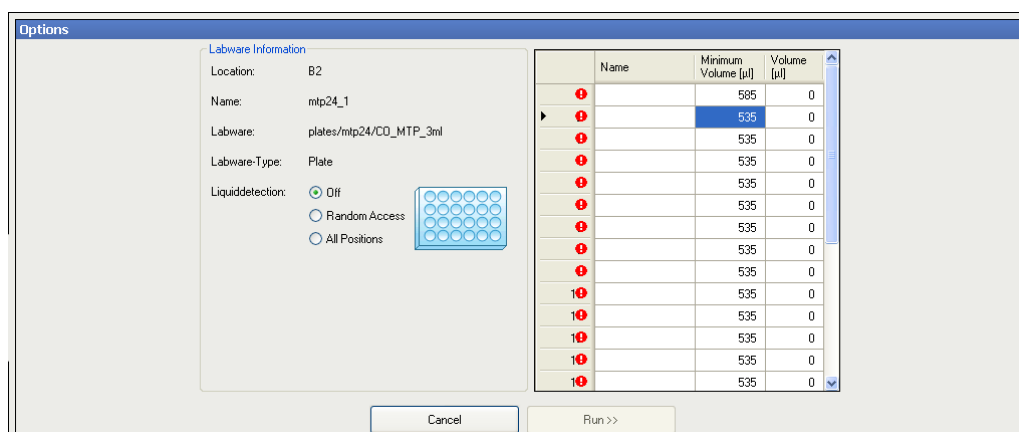 Options
Labware Information
Location: B2
Name: mtp24_1
Labware: plates/mtp24/CO_MTP_3ml
Labware-Type: Plate
Liquiddetection: Off
Random Access
All Positions
Name Minimum Volume [µl] Volume [µl]
585 0
535 0
535 0
535 0
535 0
535 0
535 0
535 0
535 0
1 535 0
1 535 0
1 535 0
1 535 0
1 535 0
Cancel Run >>